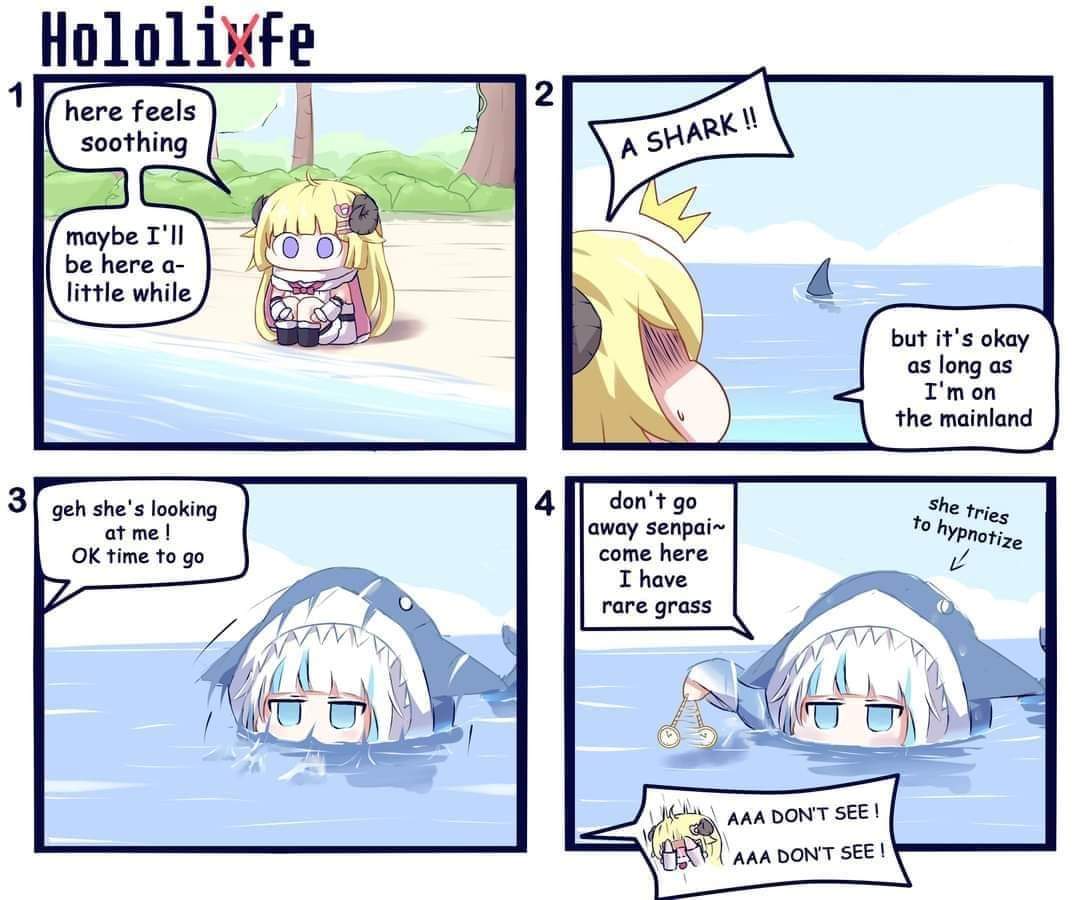 Hololixfe
1
here feels
soothing
maybe I'll
be here a-
little while
2
A SHARK !!
but it's okay
as long as
I'm on
the mainland
3
geh she's looking
at me !
OK time to go
4
don't go
away senpai~
come here
I have
rare grass
she tries
to hypnotize
AAA DON'T SEE !
AAA DON'T SEE !